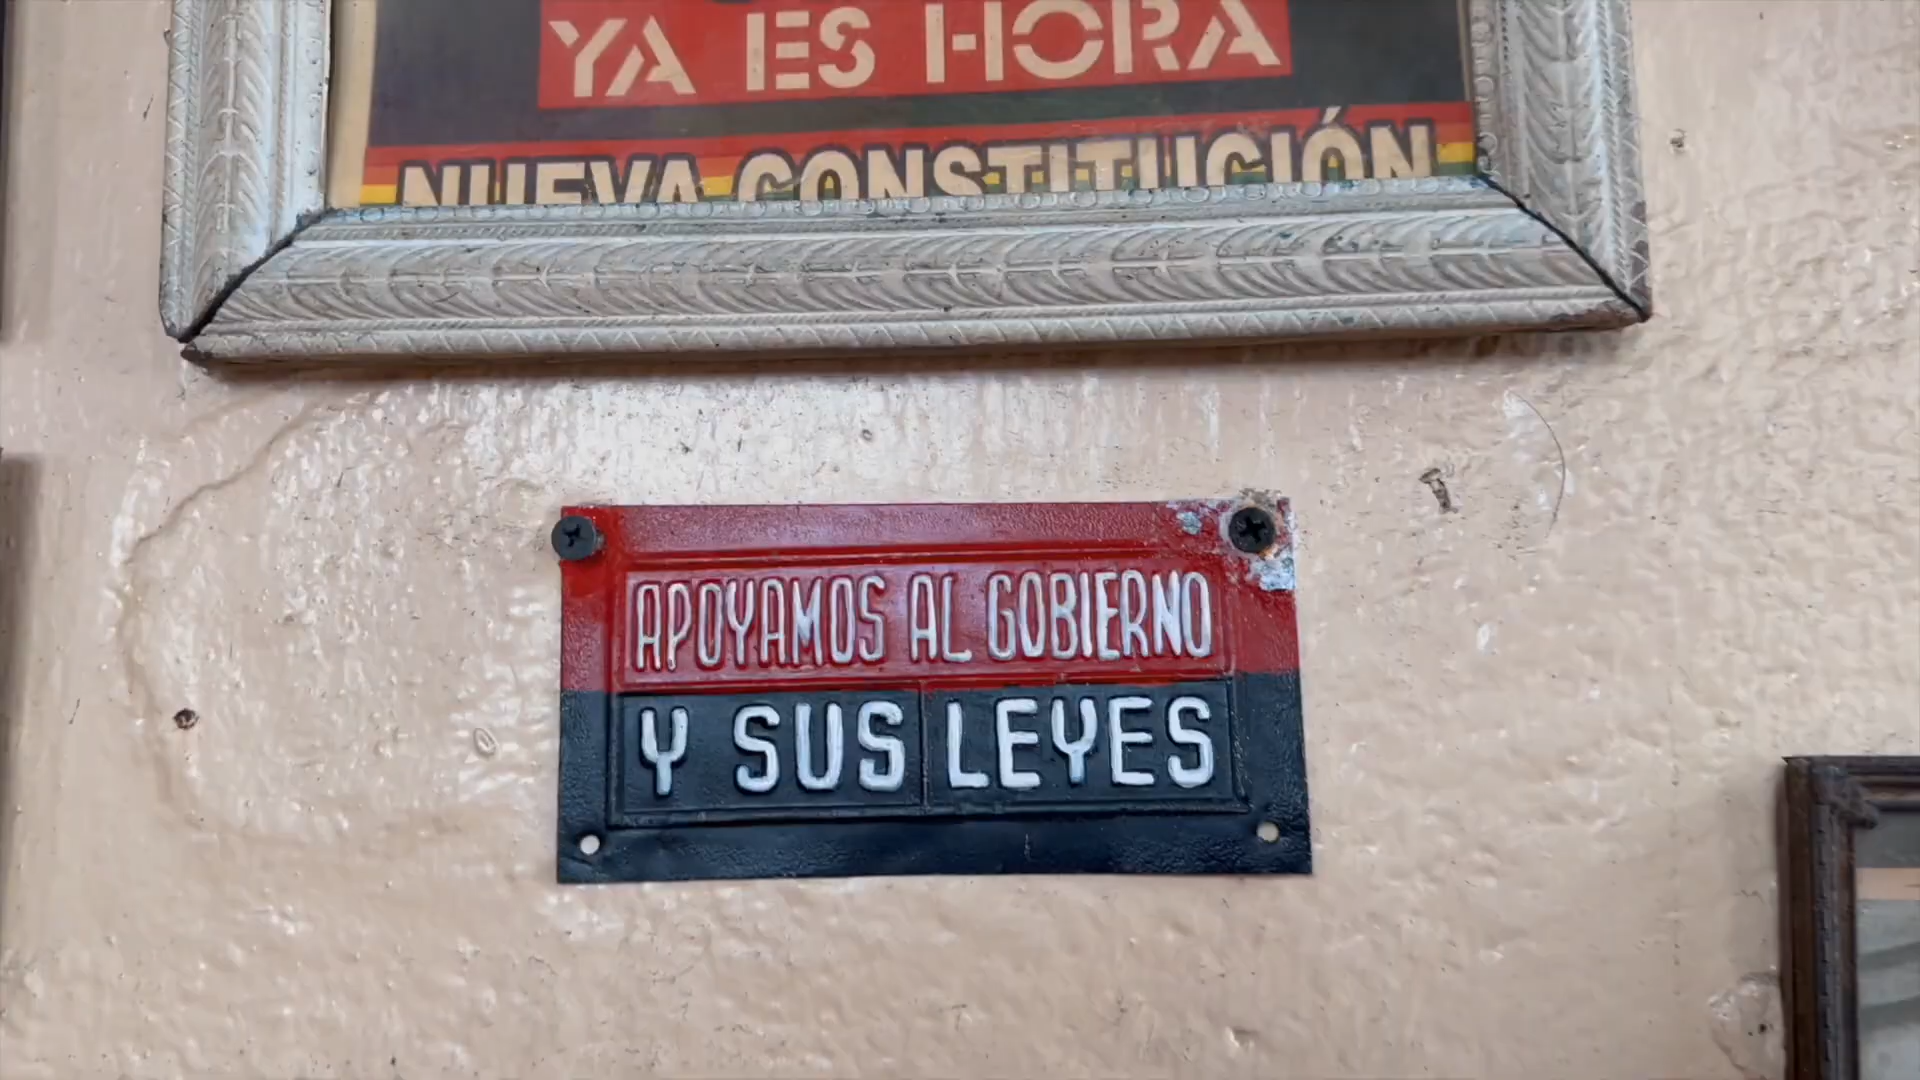 YA ES HORA
NUEVA CONSTITUCIÓN
APOYAMOS AL GOBIERNO
Y SUS LEYES